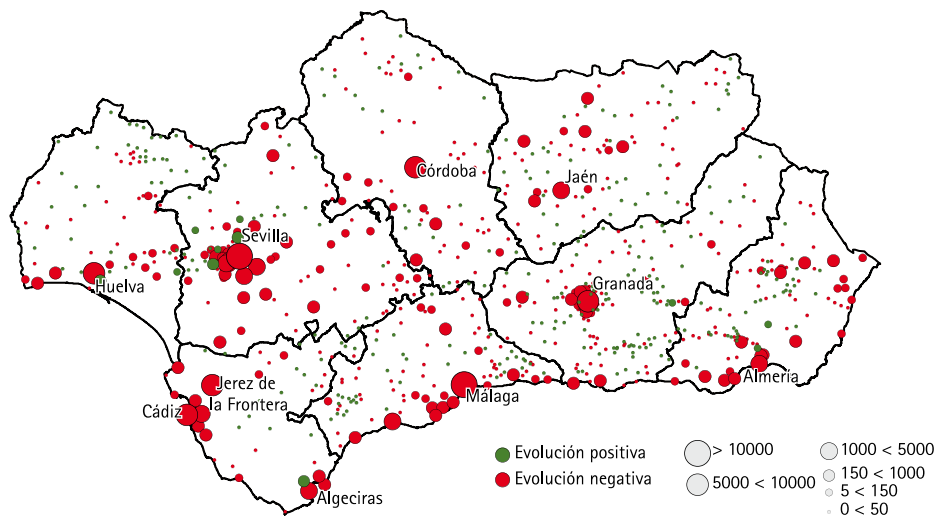 Córdoba
Jaén
Sevilla
Huelva
Granada
Jerez de
la Frontera
Cádiz
Málaga
Almería
Algeciras
Evolución positiva
Evolución negativa
> 10000
5000 < 10000
1000 < 5000
150 < 1000
5 < 150
0 < 50